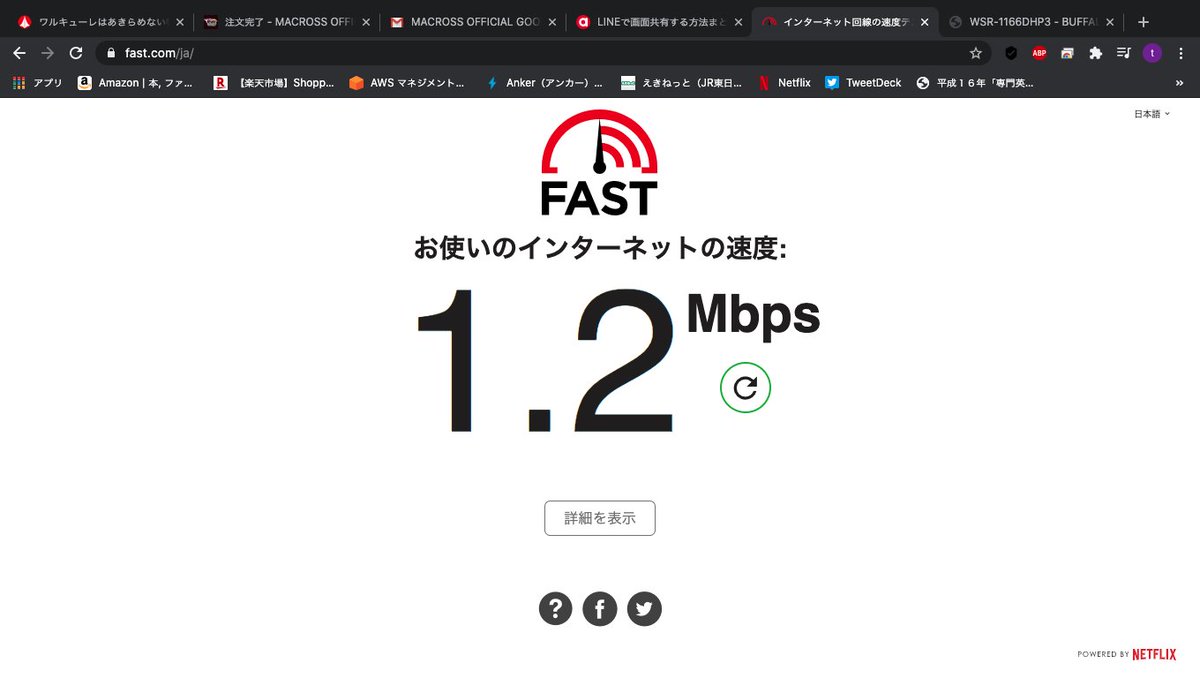 ワルキューレはあきらめない
注文完了 - MACROSS OFFI
MACROSS OFFICIAL GOO
LINEで画面共有する方法まと
インターネット回線の速度テ
WSR-1166DHP3 - BUFFAL
fast.com/ja/
ABP
t
アプリ
Amazon | 本, ファ...
【楽天市場】Shopp...
AWS マネジメント...
Anker（アンカー）...
えきねっと（JR東日...
Netflix
TweetDeck
平成１６年「専門英...
»
日本語
FAST
お使いのインターネットの速度:
1.2 Mbps
詳細を表示
POWERED BY NETFLIX